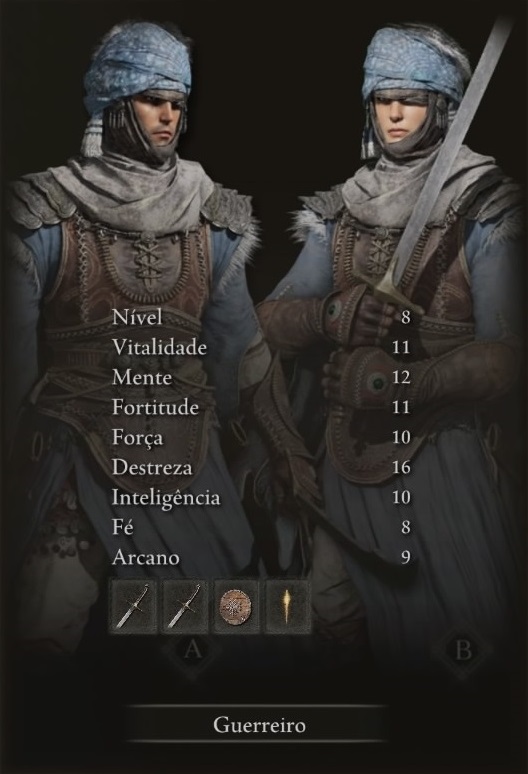 Nível 8
Vitalidade 11
Mente 12
Fortitude 11
Força 10
Destreza 16
Inteligência 10
Fé 8
Arcano 9
A B
Guerreiro